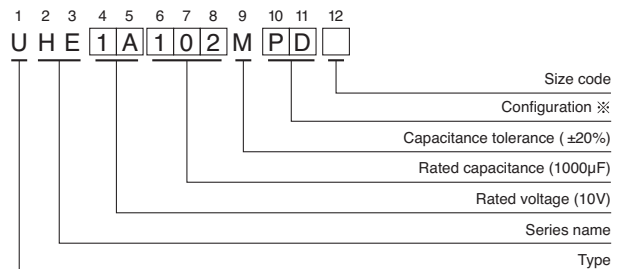 1 2 3 4 5 6 7 8 9 10 11 12
U H E 1 A 1 0 2 M P D
Size code
Configuration ※
Capacitance tolerance ( ±20%)
Rated capacitance (1000µF)
Rated voltage (10V)
Series name
Type